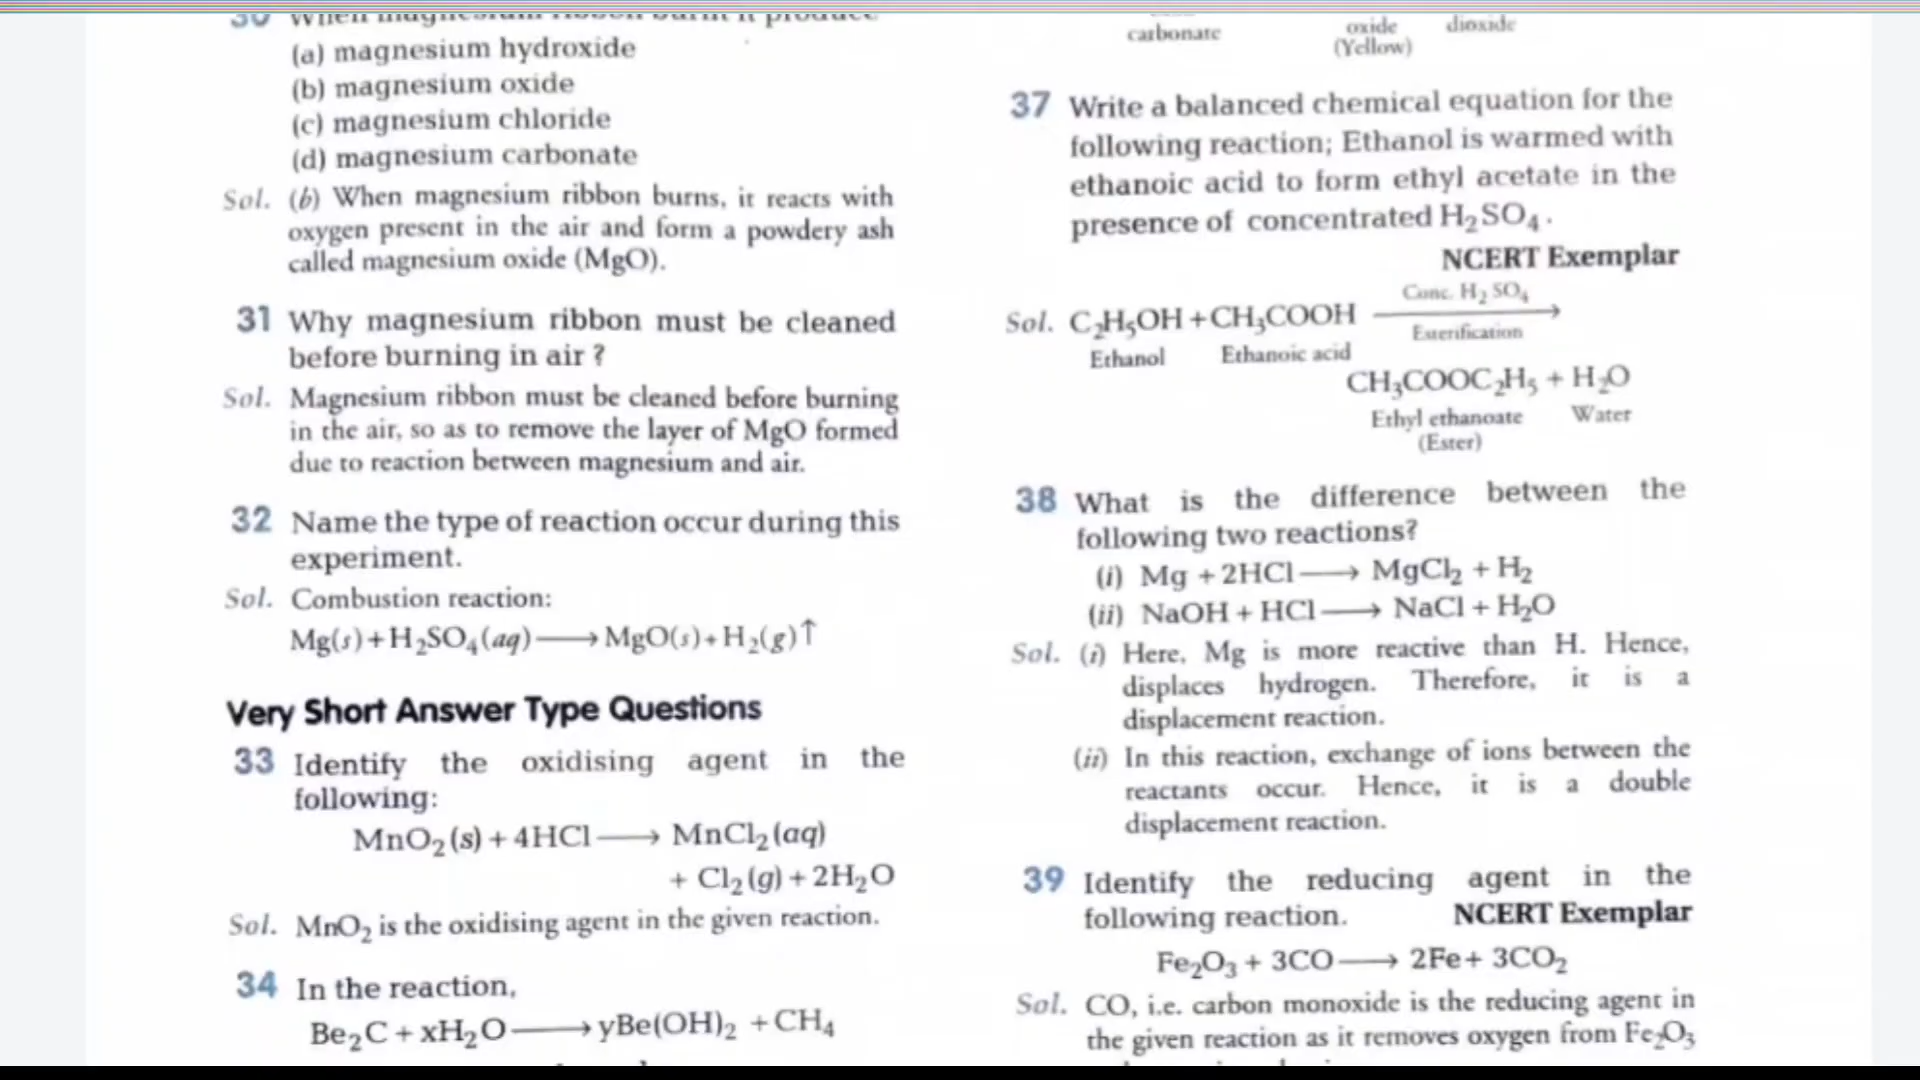 30 When magnesium ribbon burnt it produce
(a) magnesium hydroxide
(b) magnesium oxide
(c) magnesium chloride
(d) magnesium carbonate
Sol. (b) When magnesium ribbon burns, it reacts with
oxygen present in the air and form a powdery ash
called magnesium oxide (MgO).
31 Why magnesium ribbon must be cleaned
before burning in air ?
Sol. Magnesium ribbon must be cleaned before burning
in the air, so as to remove the layer of MgO formed
due to reaction between magnesium and air.
32 Name the type of reaction occur during this
experiment.
Sol. Combustion reaction:
Mg(s)+H₂SO₄(aq)⟶MgO(s)+H₂(g)↑
Very Short Answer Type Questions
33 Identify the oxidising agent in the
following:
MnO₂(s) + 4HCl⟶ MnCl₂(aq)
+ Cl₂(g) + 2H₂O
Sol. MnO₂ is the oxidising agent in the given reaction.
34 In the reaction,
Be₂C + xH₂O⟶yBe(OH)₂ + CH₄
carbonate oxide dioxide
(Yellow)
37 Write a balanced chemical equation for the
following reaction; Ethanol is warmed with
ethanoic acid to form ethyl acetate in the
presence of concentrated H₂SO₄.
NCERT Exemplar
Conc. H₂SO₄
Sol. C₂H₅OH + CH₃COOH ⟶
Esterification
Ethanol Ethanoic acid
CH₃COOC₂H₅ + H₂O
Ethyl ethanoate Water
(Ester)
38 What is the difference between the
following two reactions?
(i) Mg + 2HCl⟶ MgCl₂ + H₂
(ii) NaOH + HCl⟶ NaCl + H₂O
Sol. (i) Here, Mg is more reactive than H. Hence,
displaces hydrogen. Therefore, it is a
displacement reaction.
(ii) In this reaction, exchange of ions between the
reactants occur. Hence, it is a double
displacement reaction.
39 Identify the reducing agent in the
following reaction. NCERT Exemplar
Fe₂O₃ + 3CO⟶ 2Fe+ 3CO₂
Sol. CO, i.e. carbon monoxide is the reducing agent in
the given reaction as it removes oxygen from Fe₂O₃